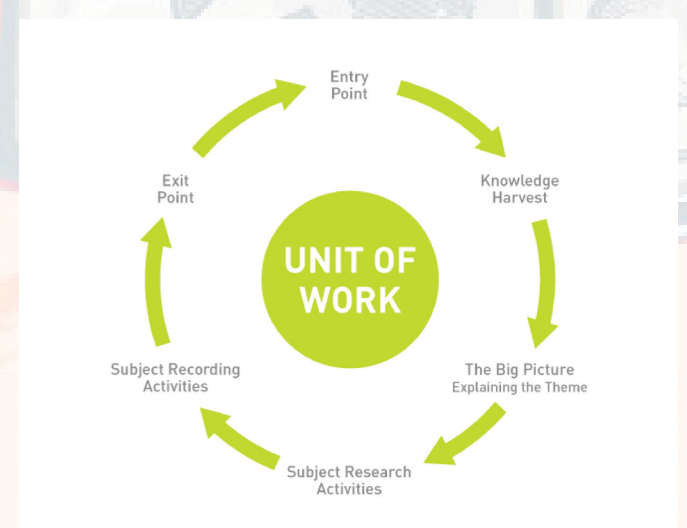 Entry
Point
Knowledge
Harvest
The Big Picture
Explaining the Theme
Subject Research
Activities
Subject Recording
Activities
Exit
Point
UNIT OF
WORK